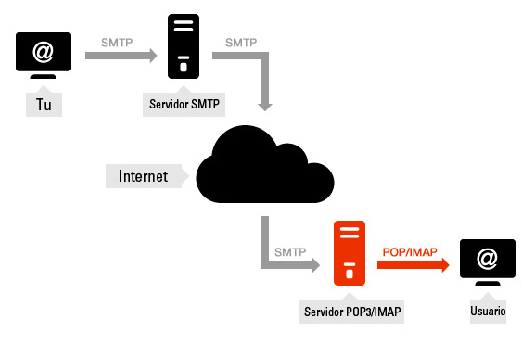 @
SMTP
SMTP
Tu
Servidor SMTP
Internet
SMTP
POP/IMAP
@
Servidor POP3/IMAP
Usuario